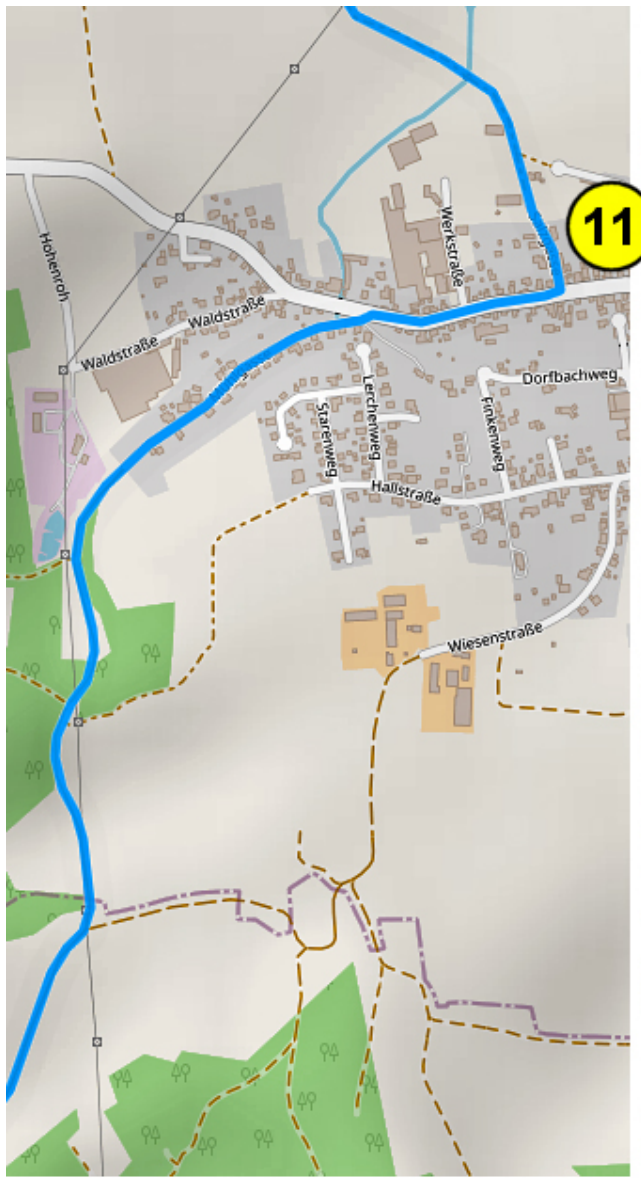 11
Werkstraße
Hohenroh
Waldstraße
Waldstraße
Dorfbachweg
Lerchenweg
Starenweg
Finkenweg
Hallstraße
Wiesenstraße